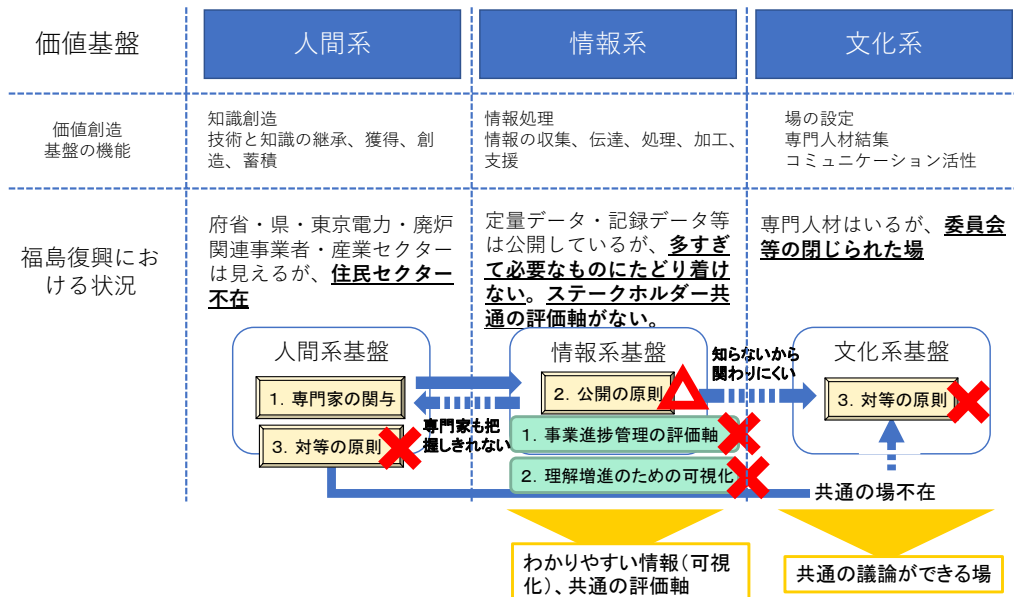 価値基盤
人間系
情報系
文化系
価値創造
基盤の機能
知識創造
技術と知識の継承、獲得、創
造、蓄積
情報処理
情報の収集、伝達、処理、加工、
支援
場の設定
専門人材結集
コミュニケーション活性
福島復興にお
ける状況
府省・県・東京電力・廃炉
関連事業者・産業セクター
は見えるが、住民セクター
不在
定量データ・記録データ等
は公開しているが、多すぎ
て必要なものにたどり着け
ない。ステークホルダー共
通の評価軸がない。
専門人材はいるが、委員会
等の閉じられた場
人間系基盤
1. 専門家の関与
3. 対等の原則
専門家も把
握しきれない
情報系基盤
2. 公開の原則
1. 事業進捗管理の評価軸
2. 理解増進のための可視化
知らないから
関わりにくい
文化系基盤
3. 対等の原則
共通の場不在
わかりやすい情報(可視
化)、共通の評価軸
共通の議論ができる場